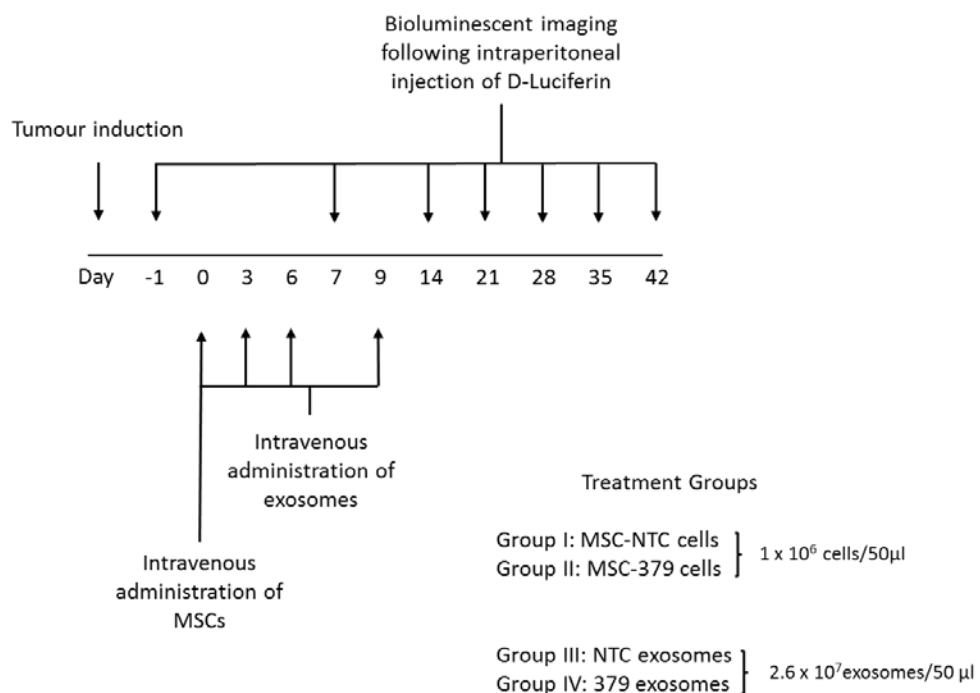 Bioluminescent imaging
following intraperitoneal
injection of D-Luciferin
Tumour induction
Day -1 0 3 6 7 9 14 21 28 35 42
Intravenous
administration of
exosomes
Intravenous
administration of
MSCs
Treatment Groups
Group I: MSC-NTC cells
Group II: MSC-379 cells
1 x 10⁶ cells/50µl
Group III: NTC exosomes
Group IV: 379 exosomes
2.6 x 10⁷exosomes/50 µl